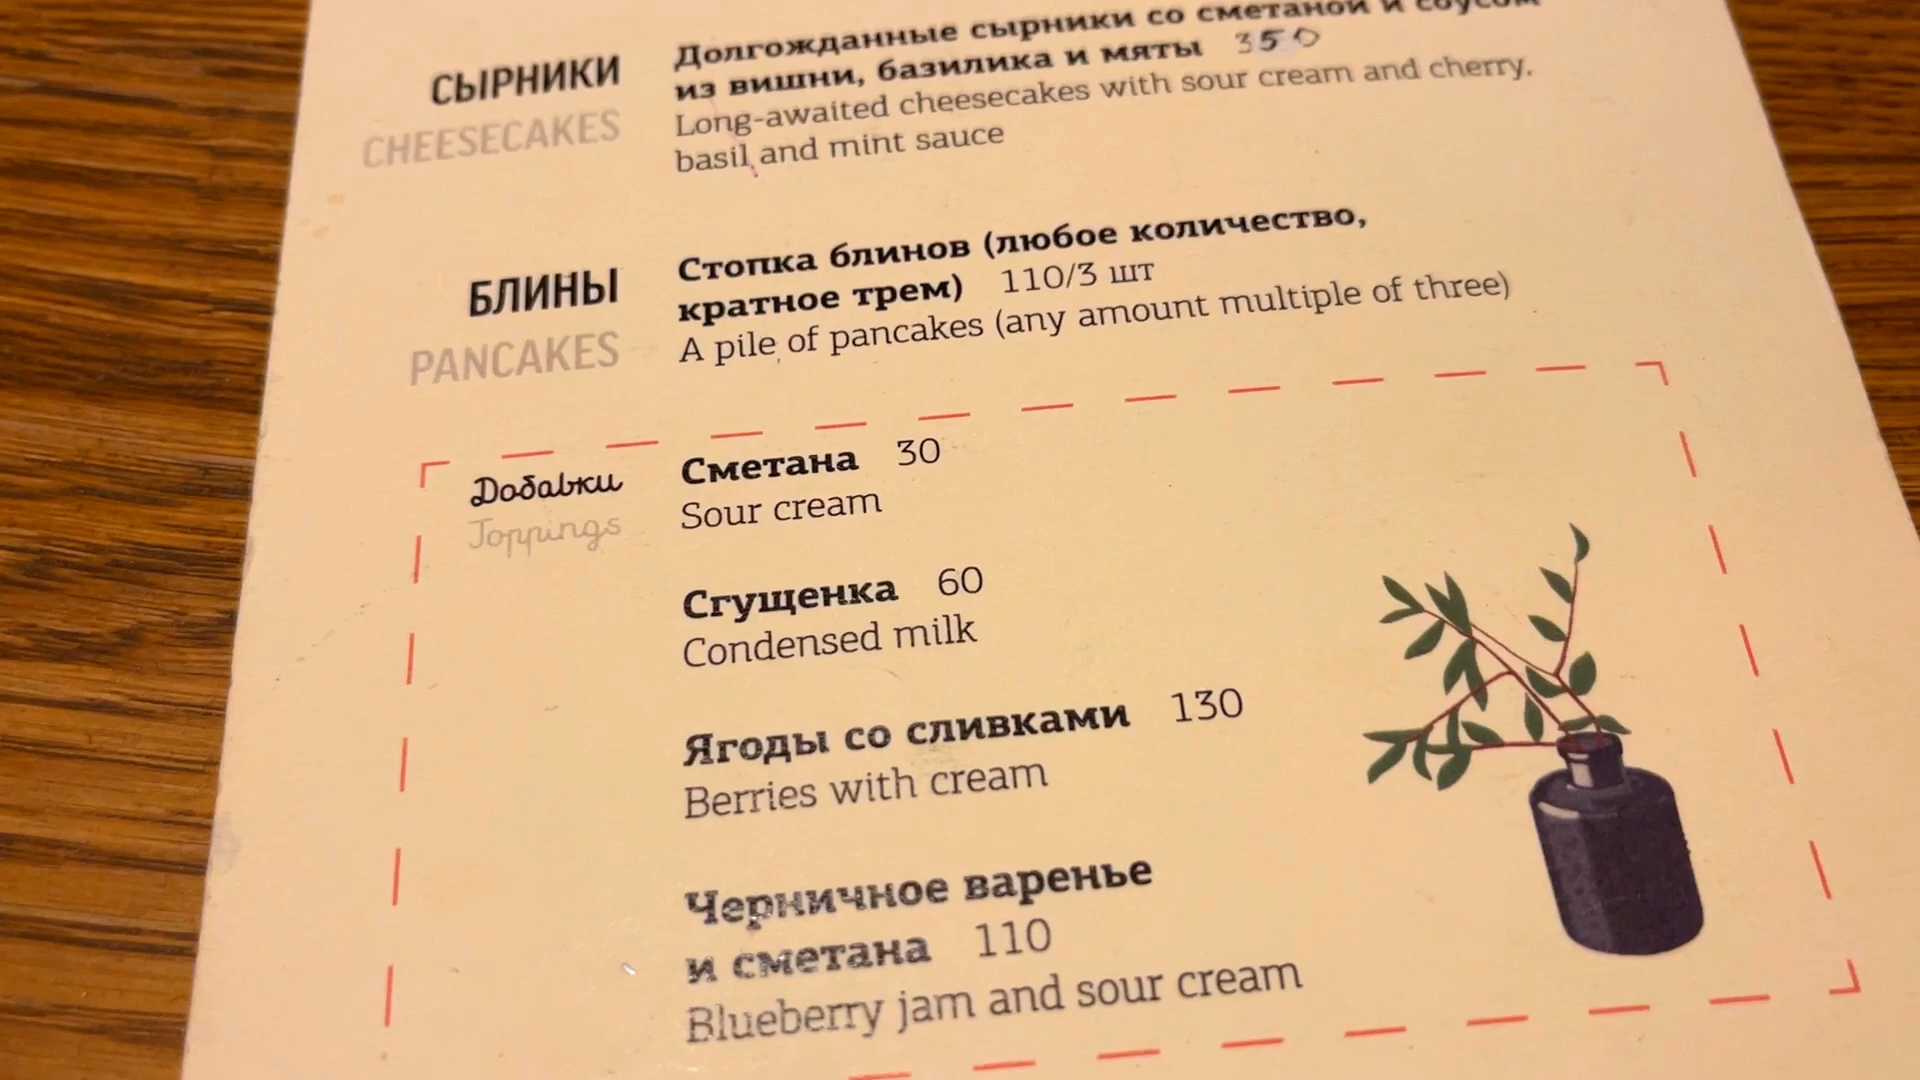 СЫРНИКИ
CHEESECAKES
Долгожданные сырники со сметаной и соусом
из вишни, базилика и мяты 350
Long-awaited cheesecakes with sour cream and cherry,
basil and mint sauce
БЛИНЫ
PANCAKES
Стопка блинов (любое количество,
кратное трем) 110/3 шт
A pile of pancakes (any amount multiple of three)
Добавки
Toppings
Сметана 30
Sour cream
Сгущенка 60
Condensed milk
Ягоды со сливками 130
Berries with cream
Черничное варенье
и сметана 110
Blueberry jam and sour cream